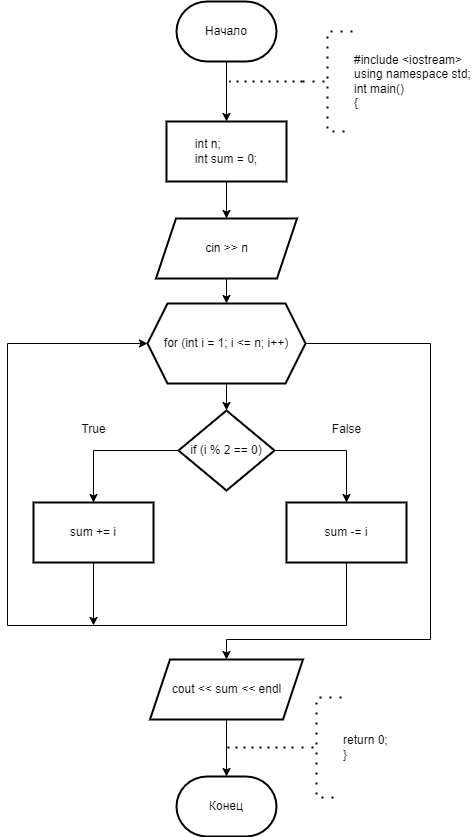 Начало
#include <iostream>
using namespace std;
int main()
{
int n;
int sum = 0;
cin >> n
for (int i = 1; i <= n; i++)
True
False
if (i % 2 == 0)
sum += i
sum -= i
cout << sum << endl
return 0;
}
Конец